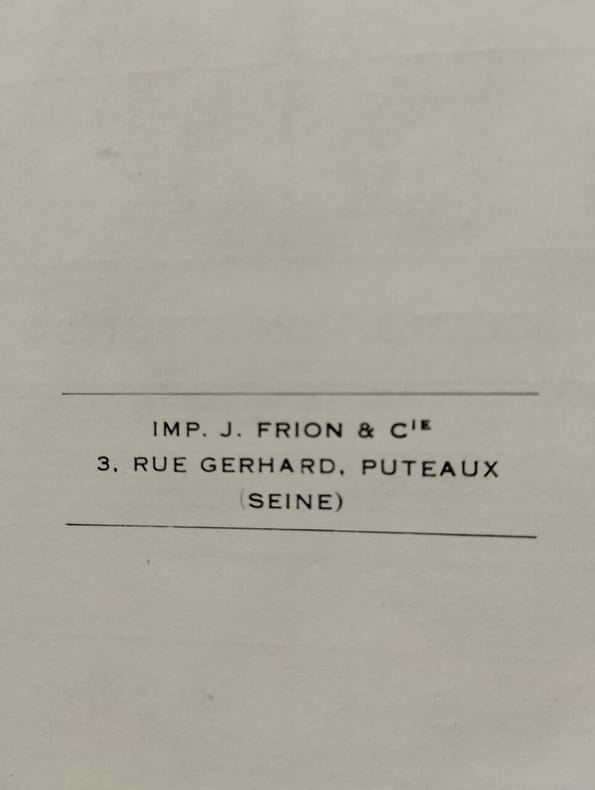 IMP. J. FRION & CIE
3, RUE GERHARD, PUTEAUX
(SEINE)